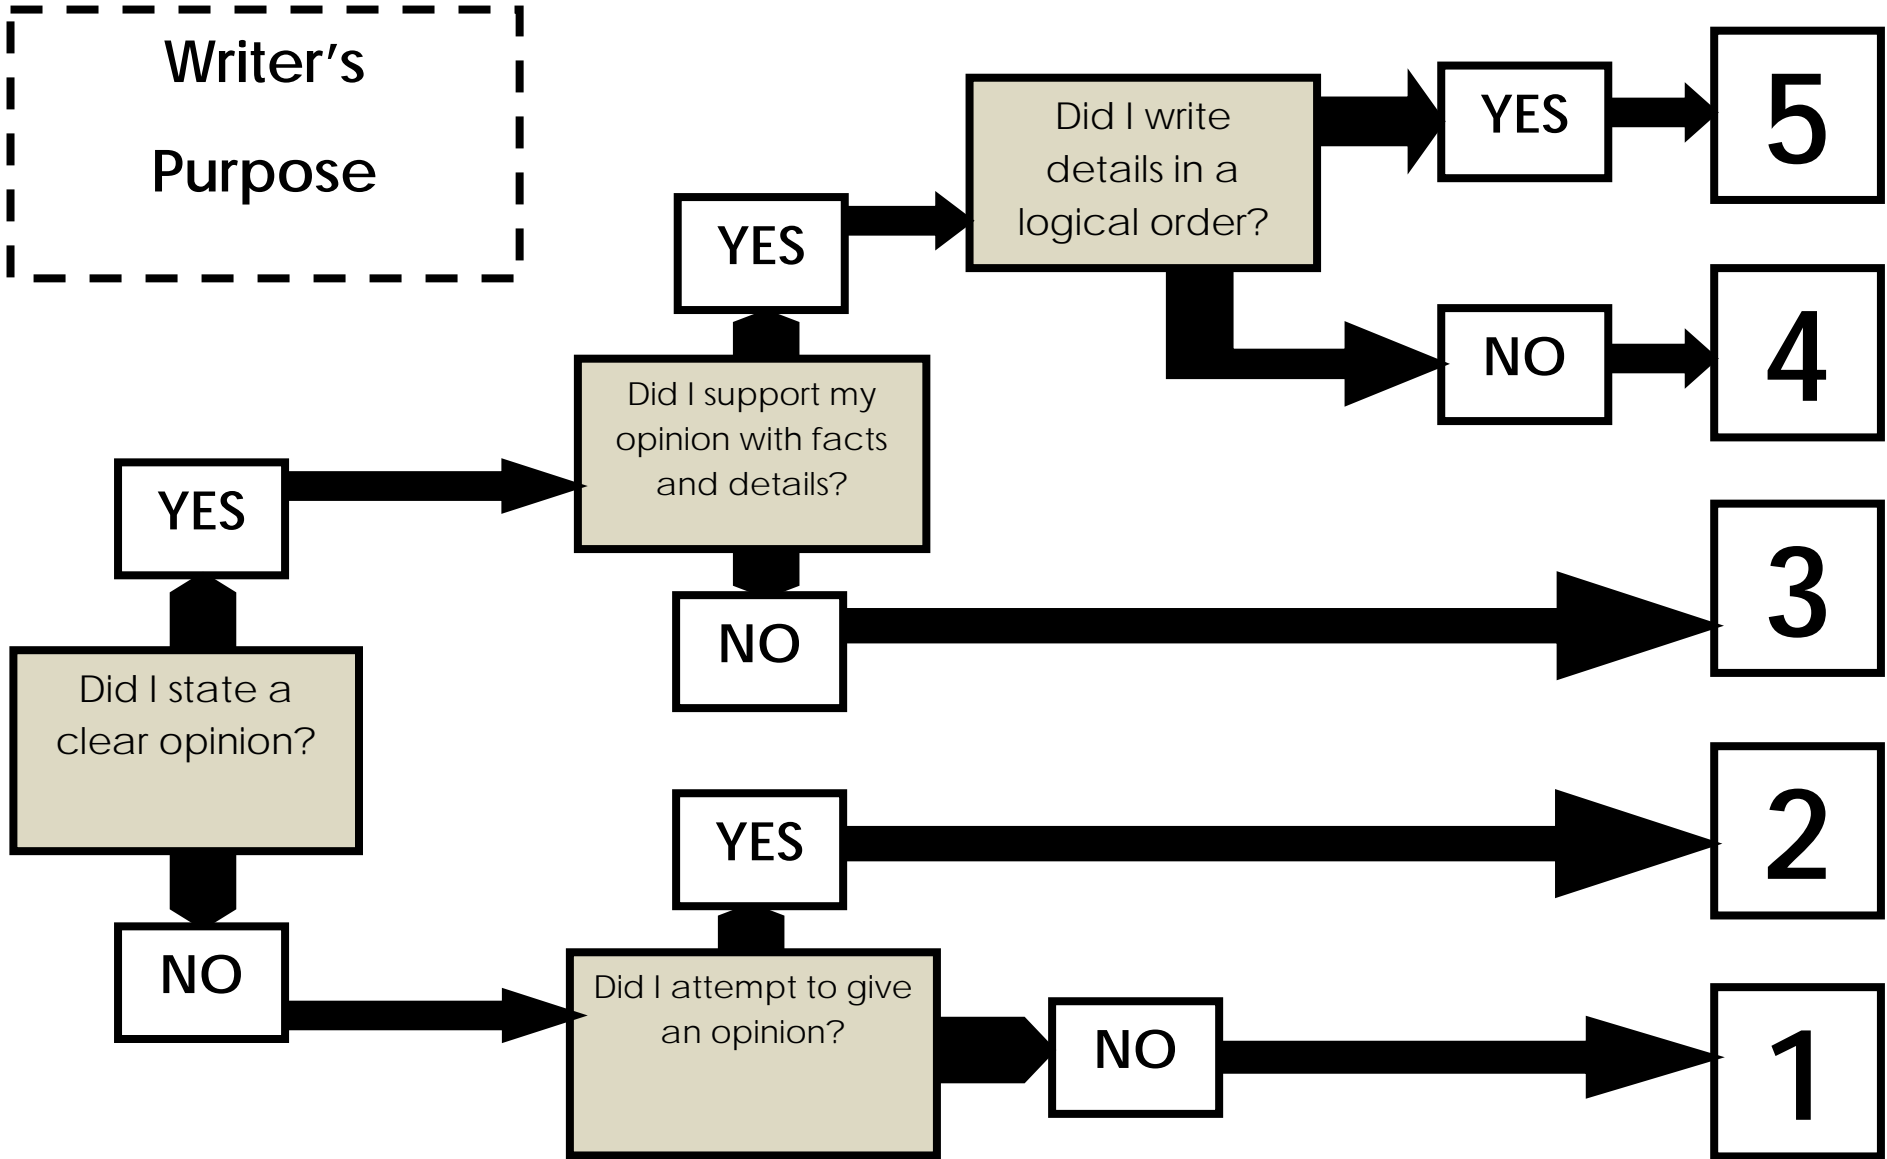 Writer's
Purpose
Did I state a
clear opinion?
YES
Did I support my
opinion with facts
and details?
YES
Did I write
details in a
logical order?
YES
5
NO
4
NO
3
NO
Did I attempt to give
an opinion?
YES
2
NO
1